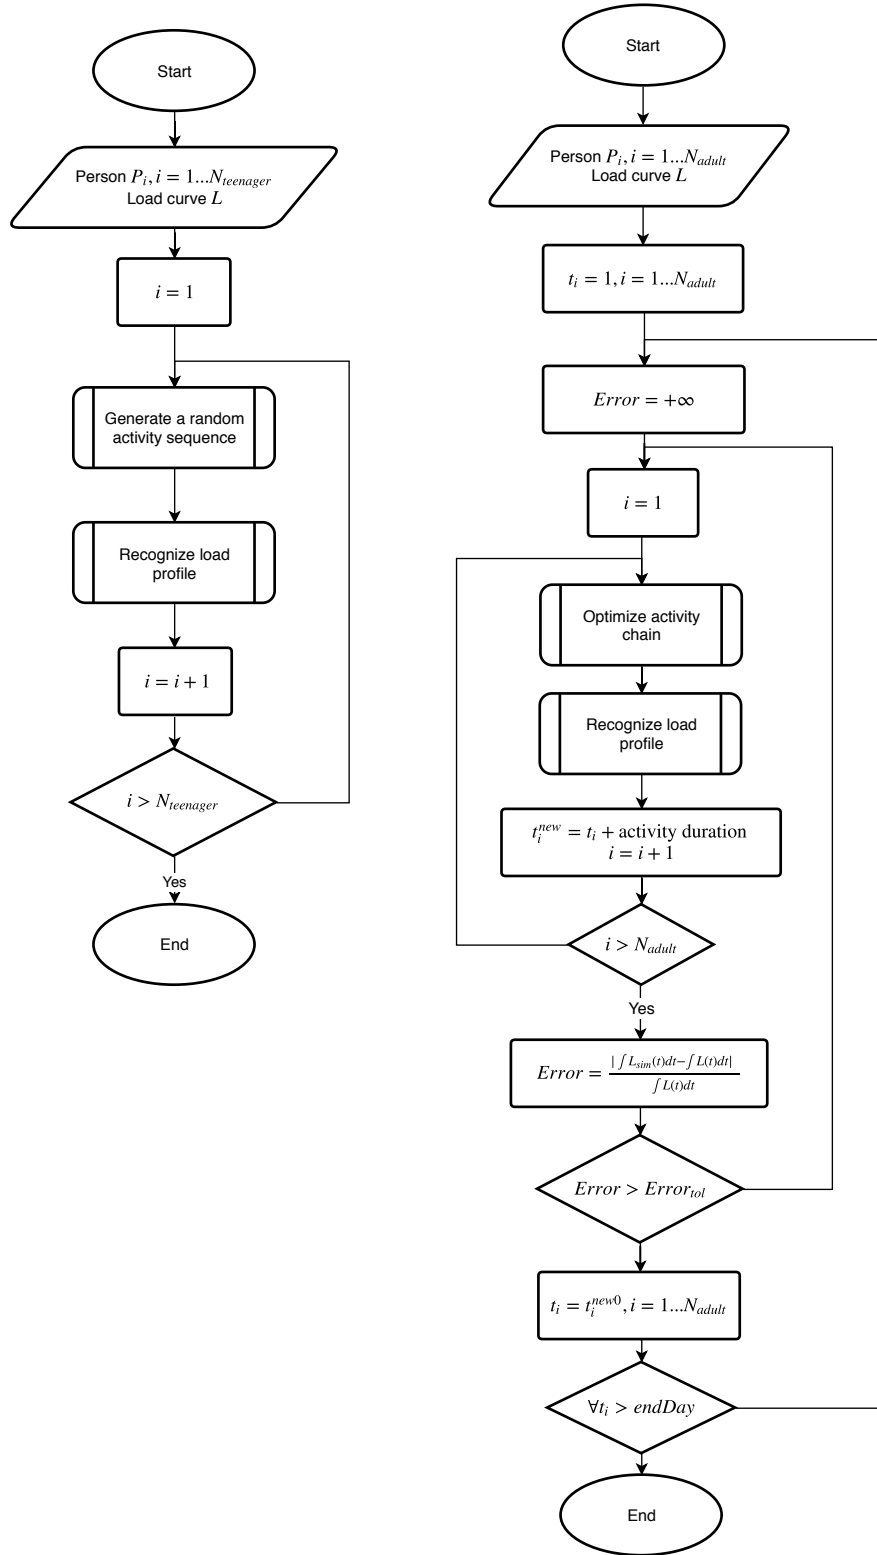 Start
Person $P_i, i = 1...N_{teenager}$
Load curve $L$
$i = 1$
Generate a random
activity sequence
Recognize load
profile
$i = i + 1$
$i > N_{teenager}$
Yes
End
Start
Person $P_i, i = 1...N_{adult}$
Load curve $L$
$t_i = 1, i = 1...N_{adult}$
$Error = +\infty$
$i = 1$
Optimize activity
chain
Recognize load
profile
$t_i^{new} = t_i + \text{activity duration}$
$i = i + 1$
$i > N_{adult}$
Yes
$Error = \frac{|\int L_{sim}(t)dt - \int L(t)dt|}{\int L(t)dt}$
$Error > Error_{tol}$
$t_i = t_i^{new0}, i = 1...N_{adult}$
$\forall t_i > endDay$
End